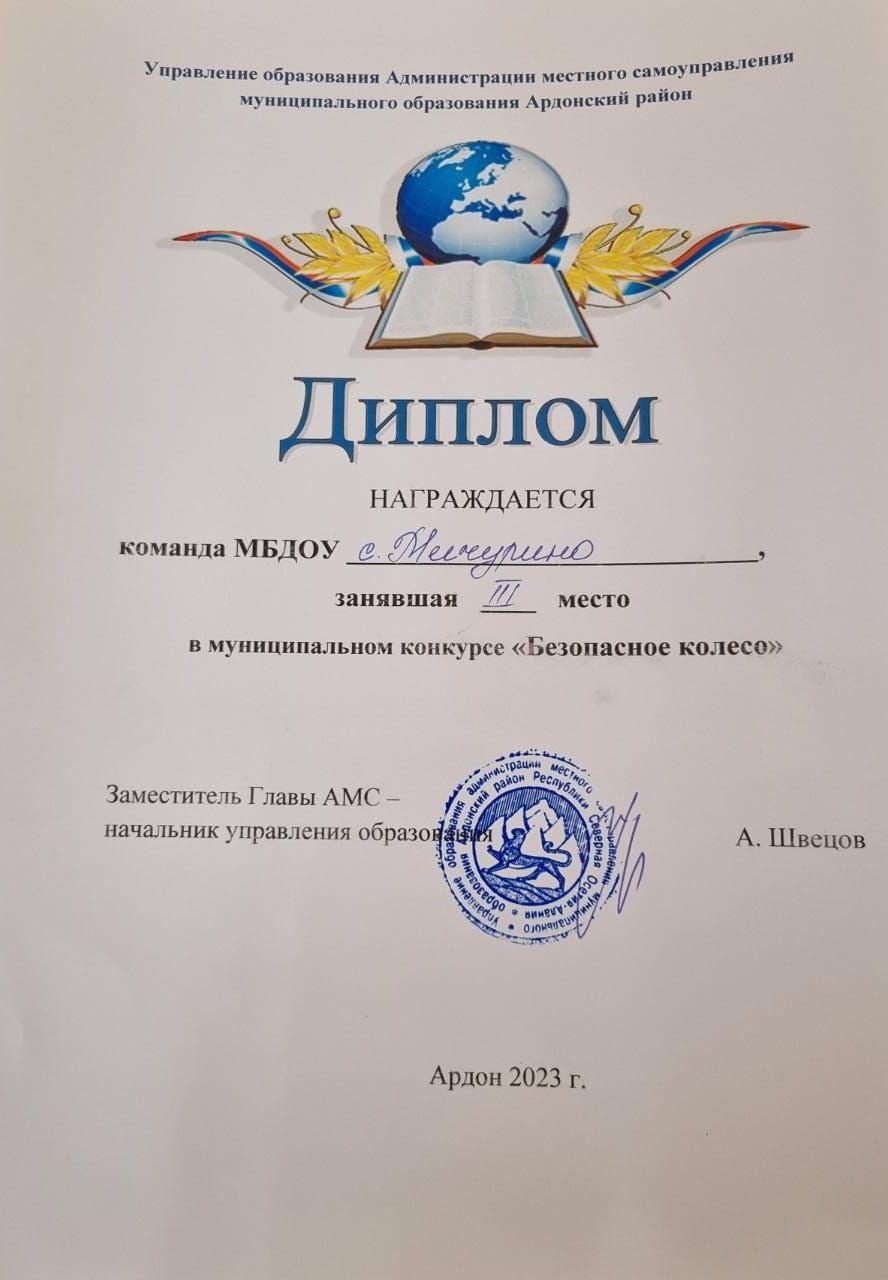 Управление образования Администрации местного самоуправления
муниципального образования Ардонский район
Диплом
НАГРАЖДАЕТСЯ
команда МБДОУ с. Мичурино,
занявшая III место
в муниципальном конкурсе «Безопасное колесо»
Заместитель Главы АМС –
начальник управления образования
А. Швецов
Управление образования администрации местного самоуправления муниципального
образования Ардонский район Республики Северная Осетия-Алания
Ардон 2023 г.